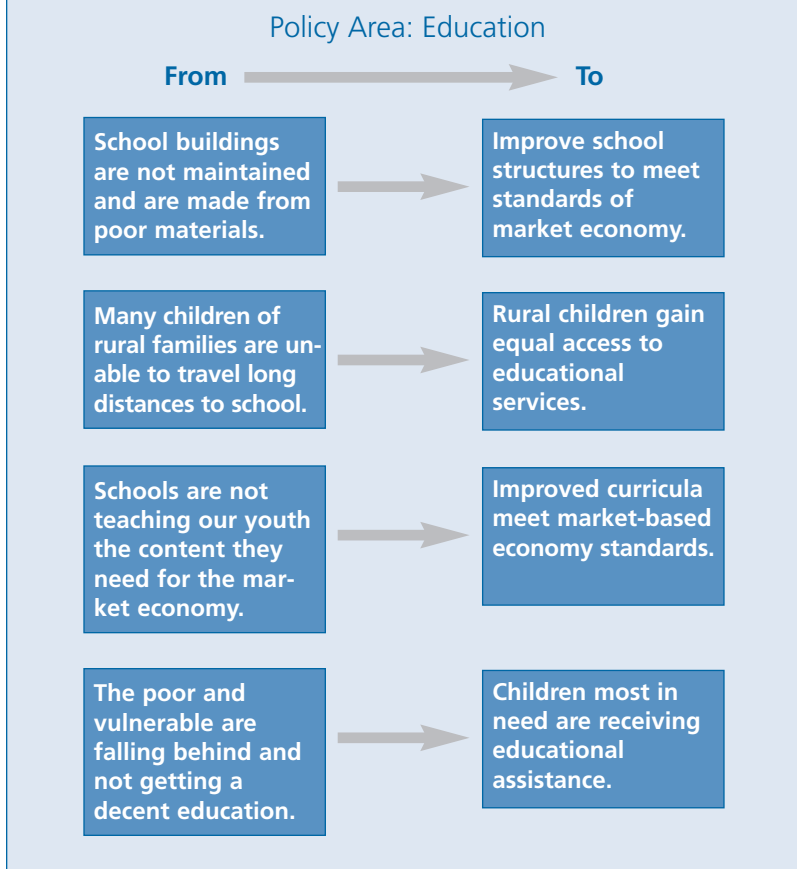 Policy Area: Education
From To
School buildings
are not maintained
and are made from
poor materials.
Improve school
structures to meet
standards of
market economy.
Many children of
rural families are un-
able to travel long
distances to school.
Rural children gain
equal access to
educational
services.
Schools are not
teaching our youth
the content they
need for the mar-
ket economy.
Improved curricula
meet market-based
economy standards.
The poor and
vulnerable are
falling behind and
not getting a
decent education.
Children most in
need are receiving
educational
assistance.